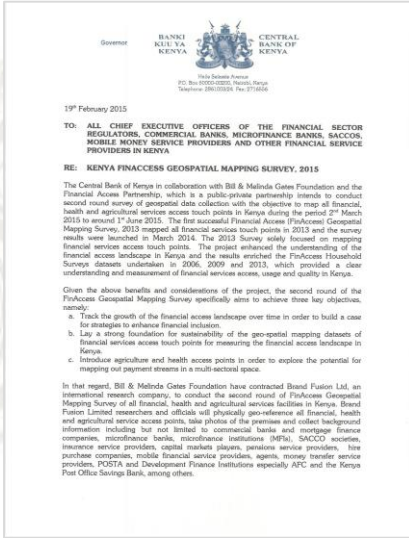 Governor
BANKI
KUU YA
KENYA
CENTRAL
BANK OF
KENYA
Haile Selassie Avenue
P.O. Box 60000-00200, Nairobi, Kenya
19th February 2015
TO: ALL CHIEF EXECUTIVE OFFICERS OF THE FINANCIAL SECTOR
REGULATORS, COMMERCIAL BANKS, MICROFINANCE BANKS, SACCOS,
MOBILE MONEY SERVICE PROVIDERS AND OTHER FINANCIAL SERVICE
PROVIDERS IN KENYA
RE: KENYA FINACCESS GEOSPATIAL MAPPING SURVEY, 2015
The Central Bank of Kenya in collaboration with Bill & Melinda Gates Foundation and the
Financial Access Partnership, which is a public-private partnership intends to conduct
second round survey of geospatial data collection with the objective to map all financial,
health and agricultural services access touch points in Kenya during the period 2nd March
2015 to around 1st June 2015. The first successful Financial Access (FinAccess) Geospatial
Mapping Survey, 2013 mapped all financial services touch points in 2013 and the survey
results were launched in March 2014. The 2013 Survey solely focused on mapping
financial services access touch points. The project enhanced the understanding of the
financial access landscape in Kenya and the results enriched the FinAccess Household
Surveys datasets undertaken in 2006, 2009 and 2013, which provided a clear
understanding and measurement of financial services access, usage and quality in Kenya.
Given the above benefits and considerations of the project, the second round of the
FinAccess Geospatial Mapping Survey specifically aims to achieve three key objectives,
namely:
a. Track the growth of the financial access landscape over time in order to build a case
for strategies to enhance financial inclusion.
b. Lay a strong foundation for sustainability of the geo-spatial mapping datasets of
financial services access touch points for measuring the financial access landscape in
Kenya.
c. Introduce agriculture and health access points in order to explore the potential for
mapping out payment streams in a multi-sectoral space.
In that regard, Bill & Melinda Gates Foundation have contracted Brand Fusion Ltd, an
international research company, to conduct the second round of FinAccess Geospatial
Mapping Survey of all financial, health and agricultural services facilities in Kenya. Brand
Fusion Limited researchers and officials will physically geo-reference all financial, health
and agricultural service access points, take photos of the premises and collect background
information including but not limited to commercial banks and mortgage finance
companies, microfinance banks, microfinance institutions (MFIs), SACCO societies,
insurance service providers, capital markets players, pensions service providers, hire
purchase companies, mobile financial service providers, agents, money transfer service
providers, POSTA and Development Finance Institutions especially AFC and the Kenya
Post Office Savings Bank, among others.